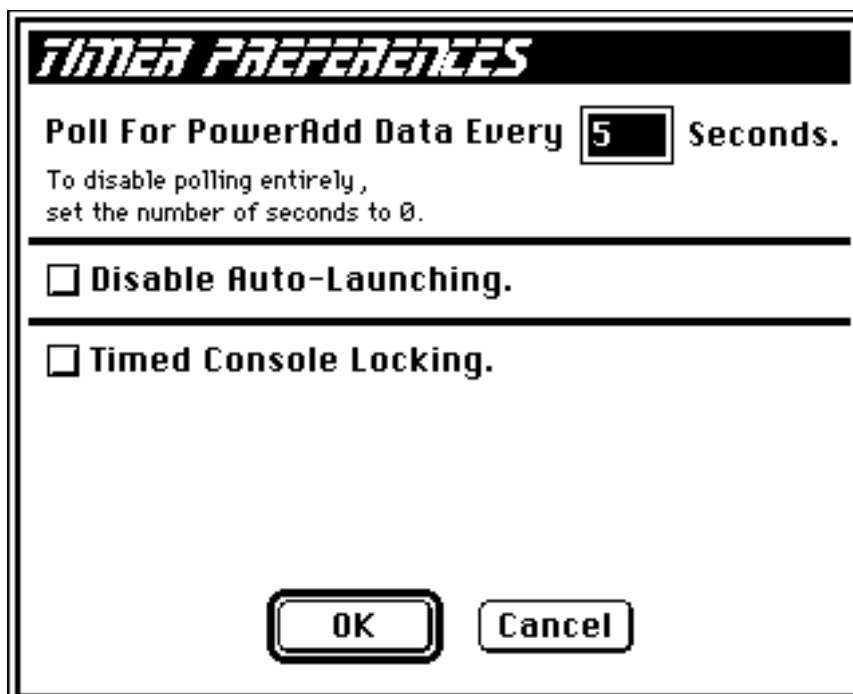 TIMER PREFERENCES
Poll For PowerAdd Data Every 5 Seconds.
To disable polling entirely,
set the number of seconds to 0.
Disable Auto-Launching.
Timed Console Locking.
OK Cancel